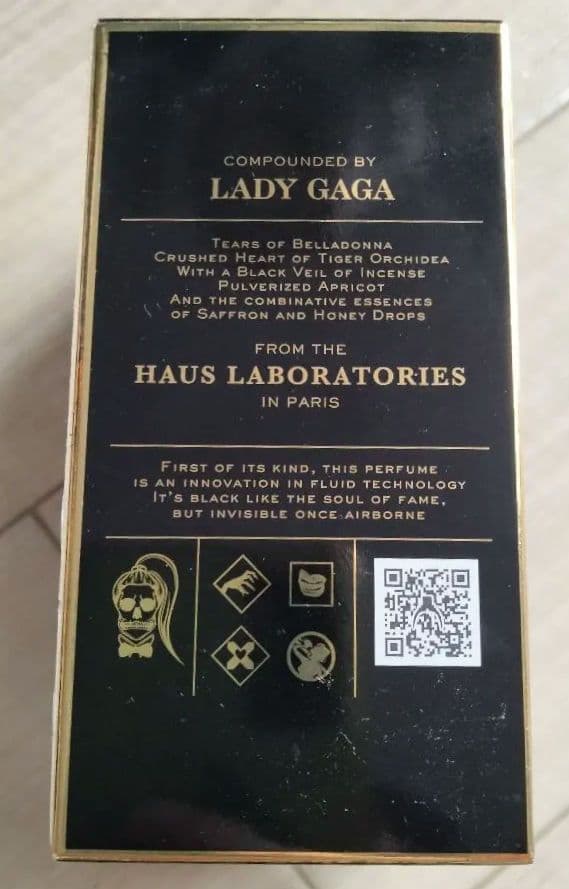 COMPOUNDED BY
LADY GAGA
TEARS OF BELLADONNA
CRUSHED HEART OF TIGER ORCHIDEA
WITH A BLACK VEIL OF INCENSE
PULVERIZED APRICOT
AND THE COMBINATIVE ESSENCES
OF SAFFRON AND HONEY DROPS
FROM THE
HAUS LABORATORIES
IN PARIS
FIRST OF ITS KIND, THIS PERFUME
IS AN INNOVATION IN FLUID TECHNOLOGY
IT'S BLACK LIKE THE SOUL OF FAME,
BUT INVISIBLE ONCE AIRBORNE